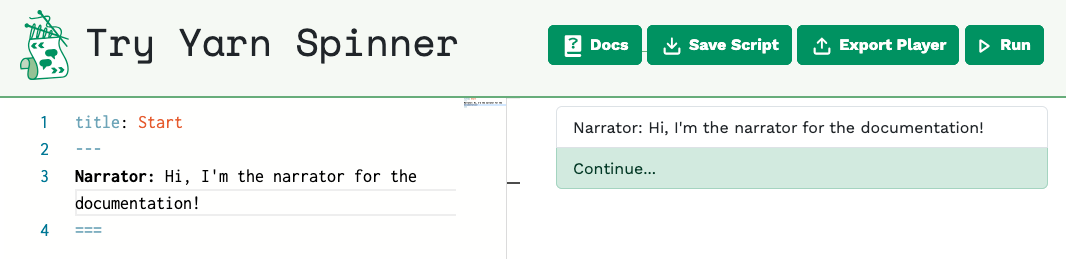 Try Yarn Spinner
Docs
Save Script
Export Player
Run
1 title: Start
2 ---
3 Narrator: Hi, I'm the narrator for the
documentation!
4 ===
Narrator: Hi, I'm the narrator for the documentation!
Continue...